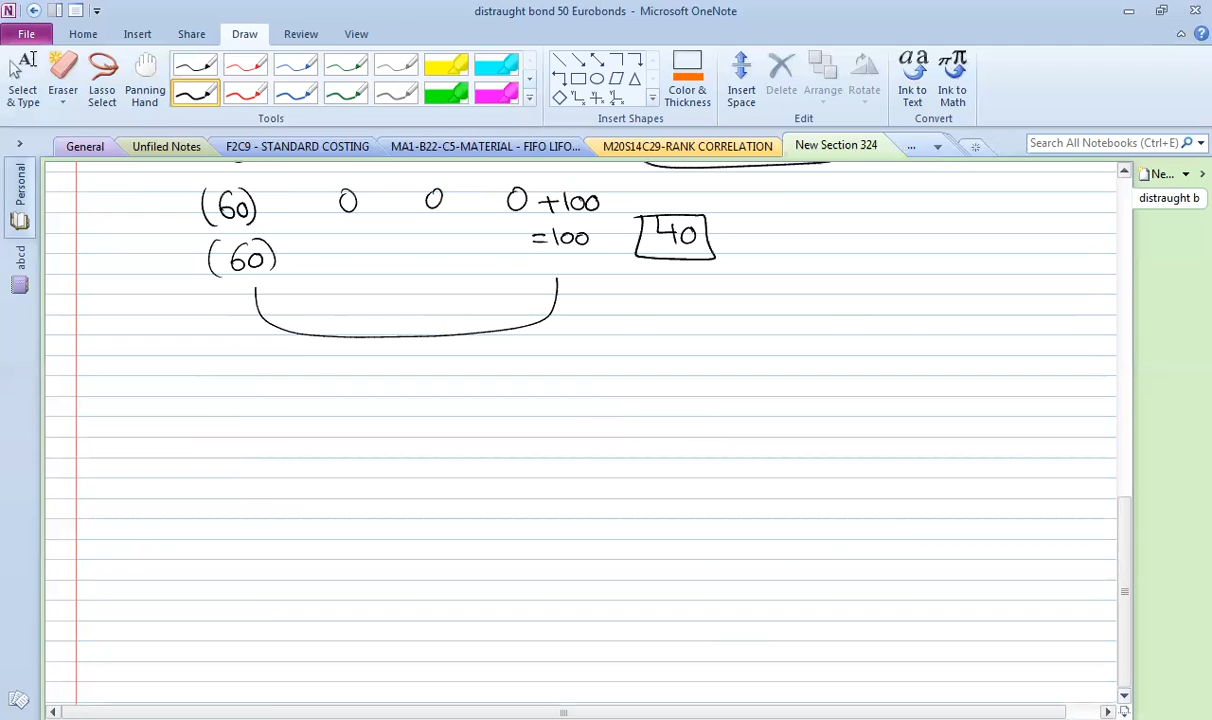 distraught bond 50 Eurobonds - Microsoft OneNote
File Home Insert Share Draw Review View
Select & Type
Eraser
Lasso Select
Panning Hand
Color & Thickness
Insert Space
Delete
Arrange
Rotate
Ink to Text
Ink to Math
Tools
Insert Shapes
Edit
Convert
General
Unfiled Notes
F2C9 - STANDARD COSTING
MA1-B22-C5-MATERIAL - FIFO LIFO...
M20S14C29-RANK CORRELATION
New Section 324
...
Search All Notebooks (Ctrl+E)
Personal
abcd
Ne...
distraught b
(60) 0 0 0 +100
=100
40
(60)